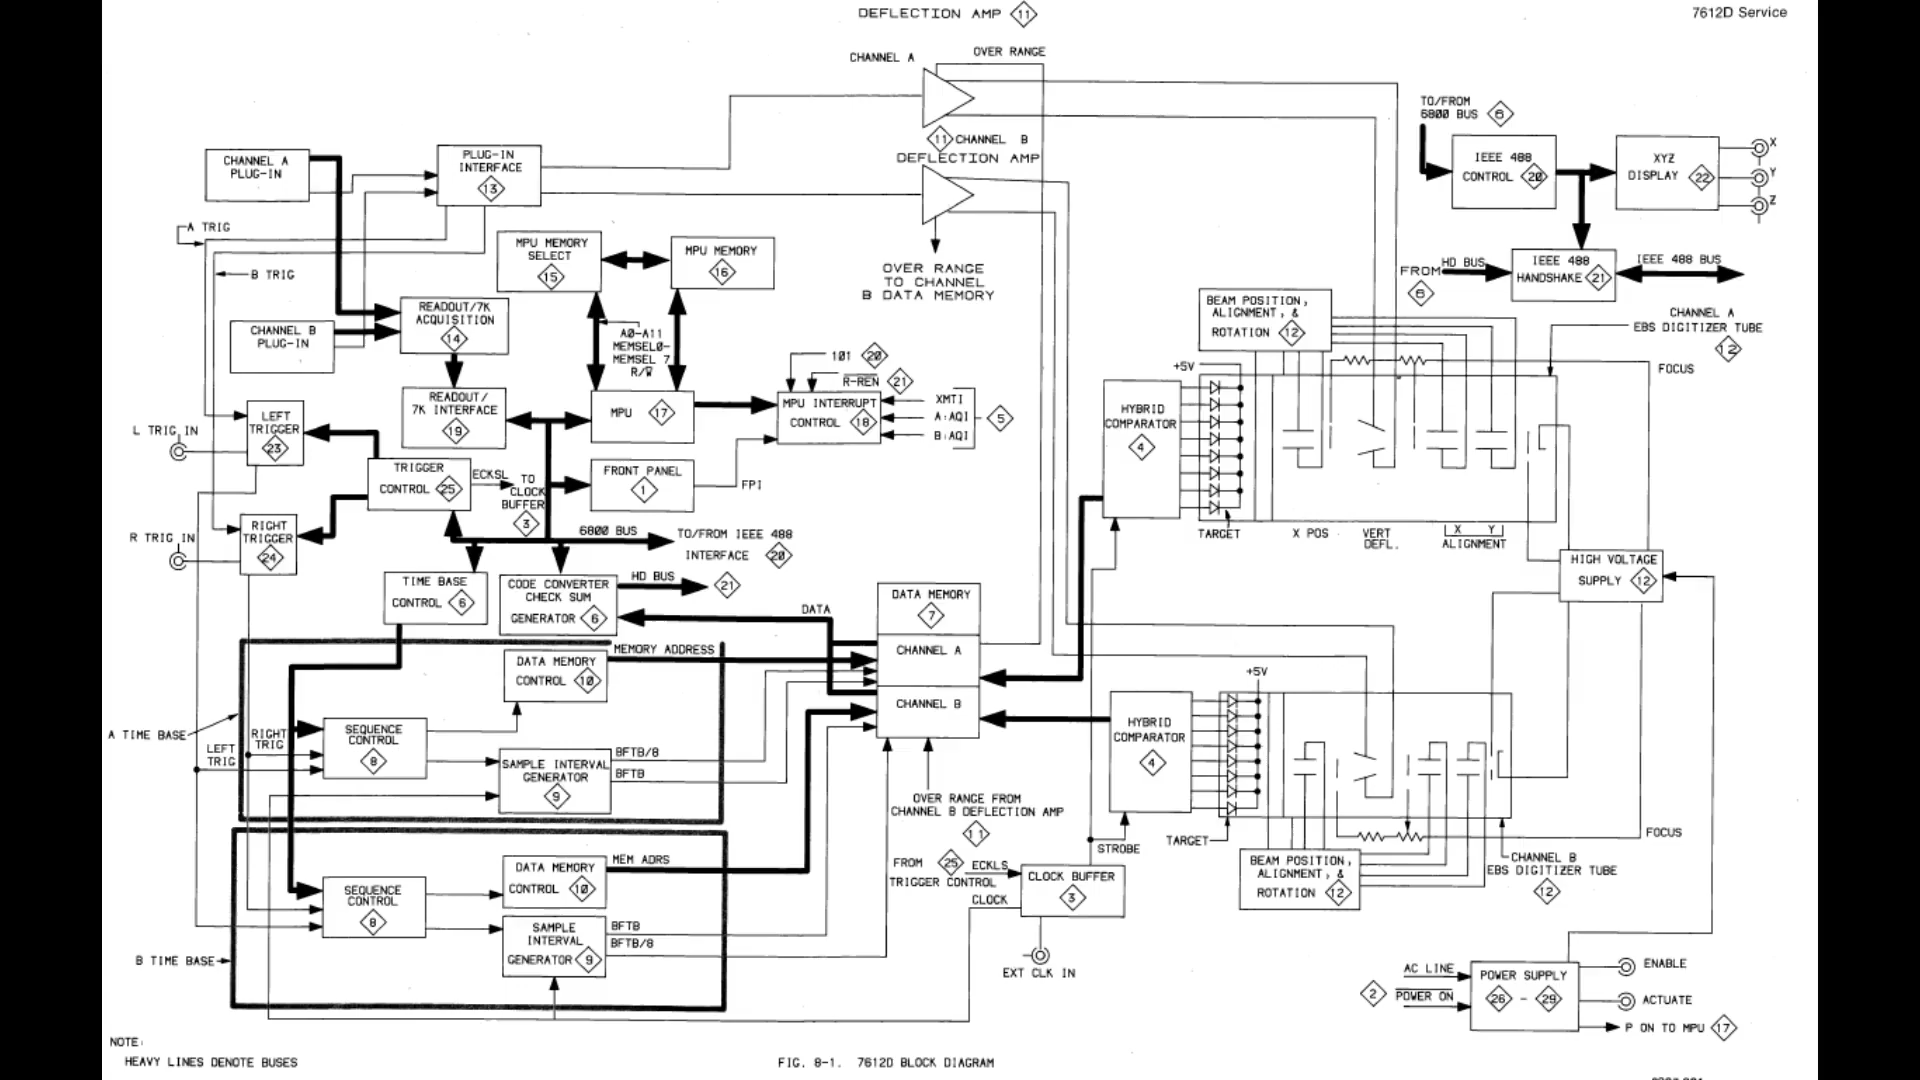 DEFLECTION AMP 11
7612D Service
CHANNEL A
OVER RANGE
TO/FROM
6800 BUS 6
11 CHANNEL B
DEFLECTION AMP
CHANNEL A
PLUG-IN
PLUG-IN
INTERFACE
13
IEEE 488
CONTROL 20
XYZ
DISPLAY 22
X
Y
Z
A TRIG
B TRIG
MPU MEMORY
SELECT
15
MPU MEMORY
16
OVER RANGE
TO CHANNEL
B DATA MEMORY
FROM
HD BUS
6
IEEE 488
HANDSHAKE 21
IEEE 488 BUS
CHANNEL B
PLUG-IN
READOUT/7K
ACQUISITION
14
A0-A11
MEMSEL0-
MEMSEL 7
R/W
BEAM POSITION,
ALIGNMENT, &
ROTATION 12
CHANNEL A
EBS DIGITIZER TUBE
12
FOCUS
101 20
R-REN 21
+5V
READOUT/
7K INTERFACE
19
MPU 17
MPU INTERRUPT
CONTROL 18
XMTI
A:AQI
B:AQI
5
HYBRID
COMPARATOR
4
L TRIG IN
LEFT
TRIGGER
23
TRIGGER
CONTROL 25
ECKSL
TO
CLOCK
BUFFER
3
FRONT PANEL
1
FPI
R TRIG IN
RIGHT
TRIGGER
24
6800 BUS
TO/FROM IEEE 488
INTERFACE 20
TARGET
X POS
VERT
DEFL.
X Y
ALIGNMENT
HIGH VOLTAGE
SUPPLY 12
TIME BASE
CONTROL 6
CODE CONVERTER
CHECK SUM
GENERATOR 6
HD BUS
21
DATA
DATA MEMORY
7
CHANNEL A
CHANNEL B
MEMORY ADDRESS
DATA MEMORY
CONTROL 10
+5V
A TIME BASE
RIGHT
TRIG
LEFT
TRIG
SEQUENCE
CONTROL
8
SAMPLE INTERVAL
GENERATOR
9
BFTB/8
BFTB
HYBRID
COMPARATOR
4
OVER RANGE FROM
CHANNEL B DEFLECTION AMP
11
STROBE
TARGET
FOCUS
MEM ADRS
DATA MEMORY
CONTROL 10
FROM 25 ECKLS
TRIGGER CONTROL
CLOCK
CLOCK BUFFER
3
BEAM POSITION,
ALIGNMENT, &
ROTATION 12
CHANNEL B
EBS DIGITIZER TUBE
12
SEQUENCE
CONTROL
8
B TIME BASE
SAMPLE
INTERVAL
GENERATOR 9
BFTB
BFTB/8
EXT CLK IN
2
AC LINE
POWER ON
POWER SUPPLY
26 - 29
ENABLE
ACTUATE
P ON TO MPU 17
NOTE:
HEAVY LINES DENOTE BUSES
FIG. 8-1. 7612D BLOCK DIAGRAM